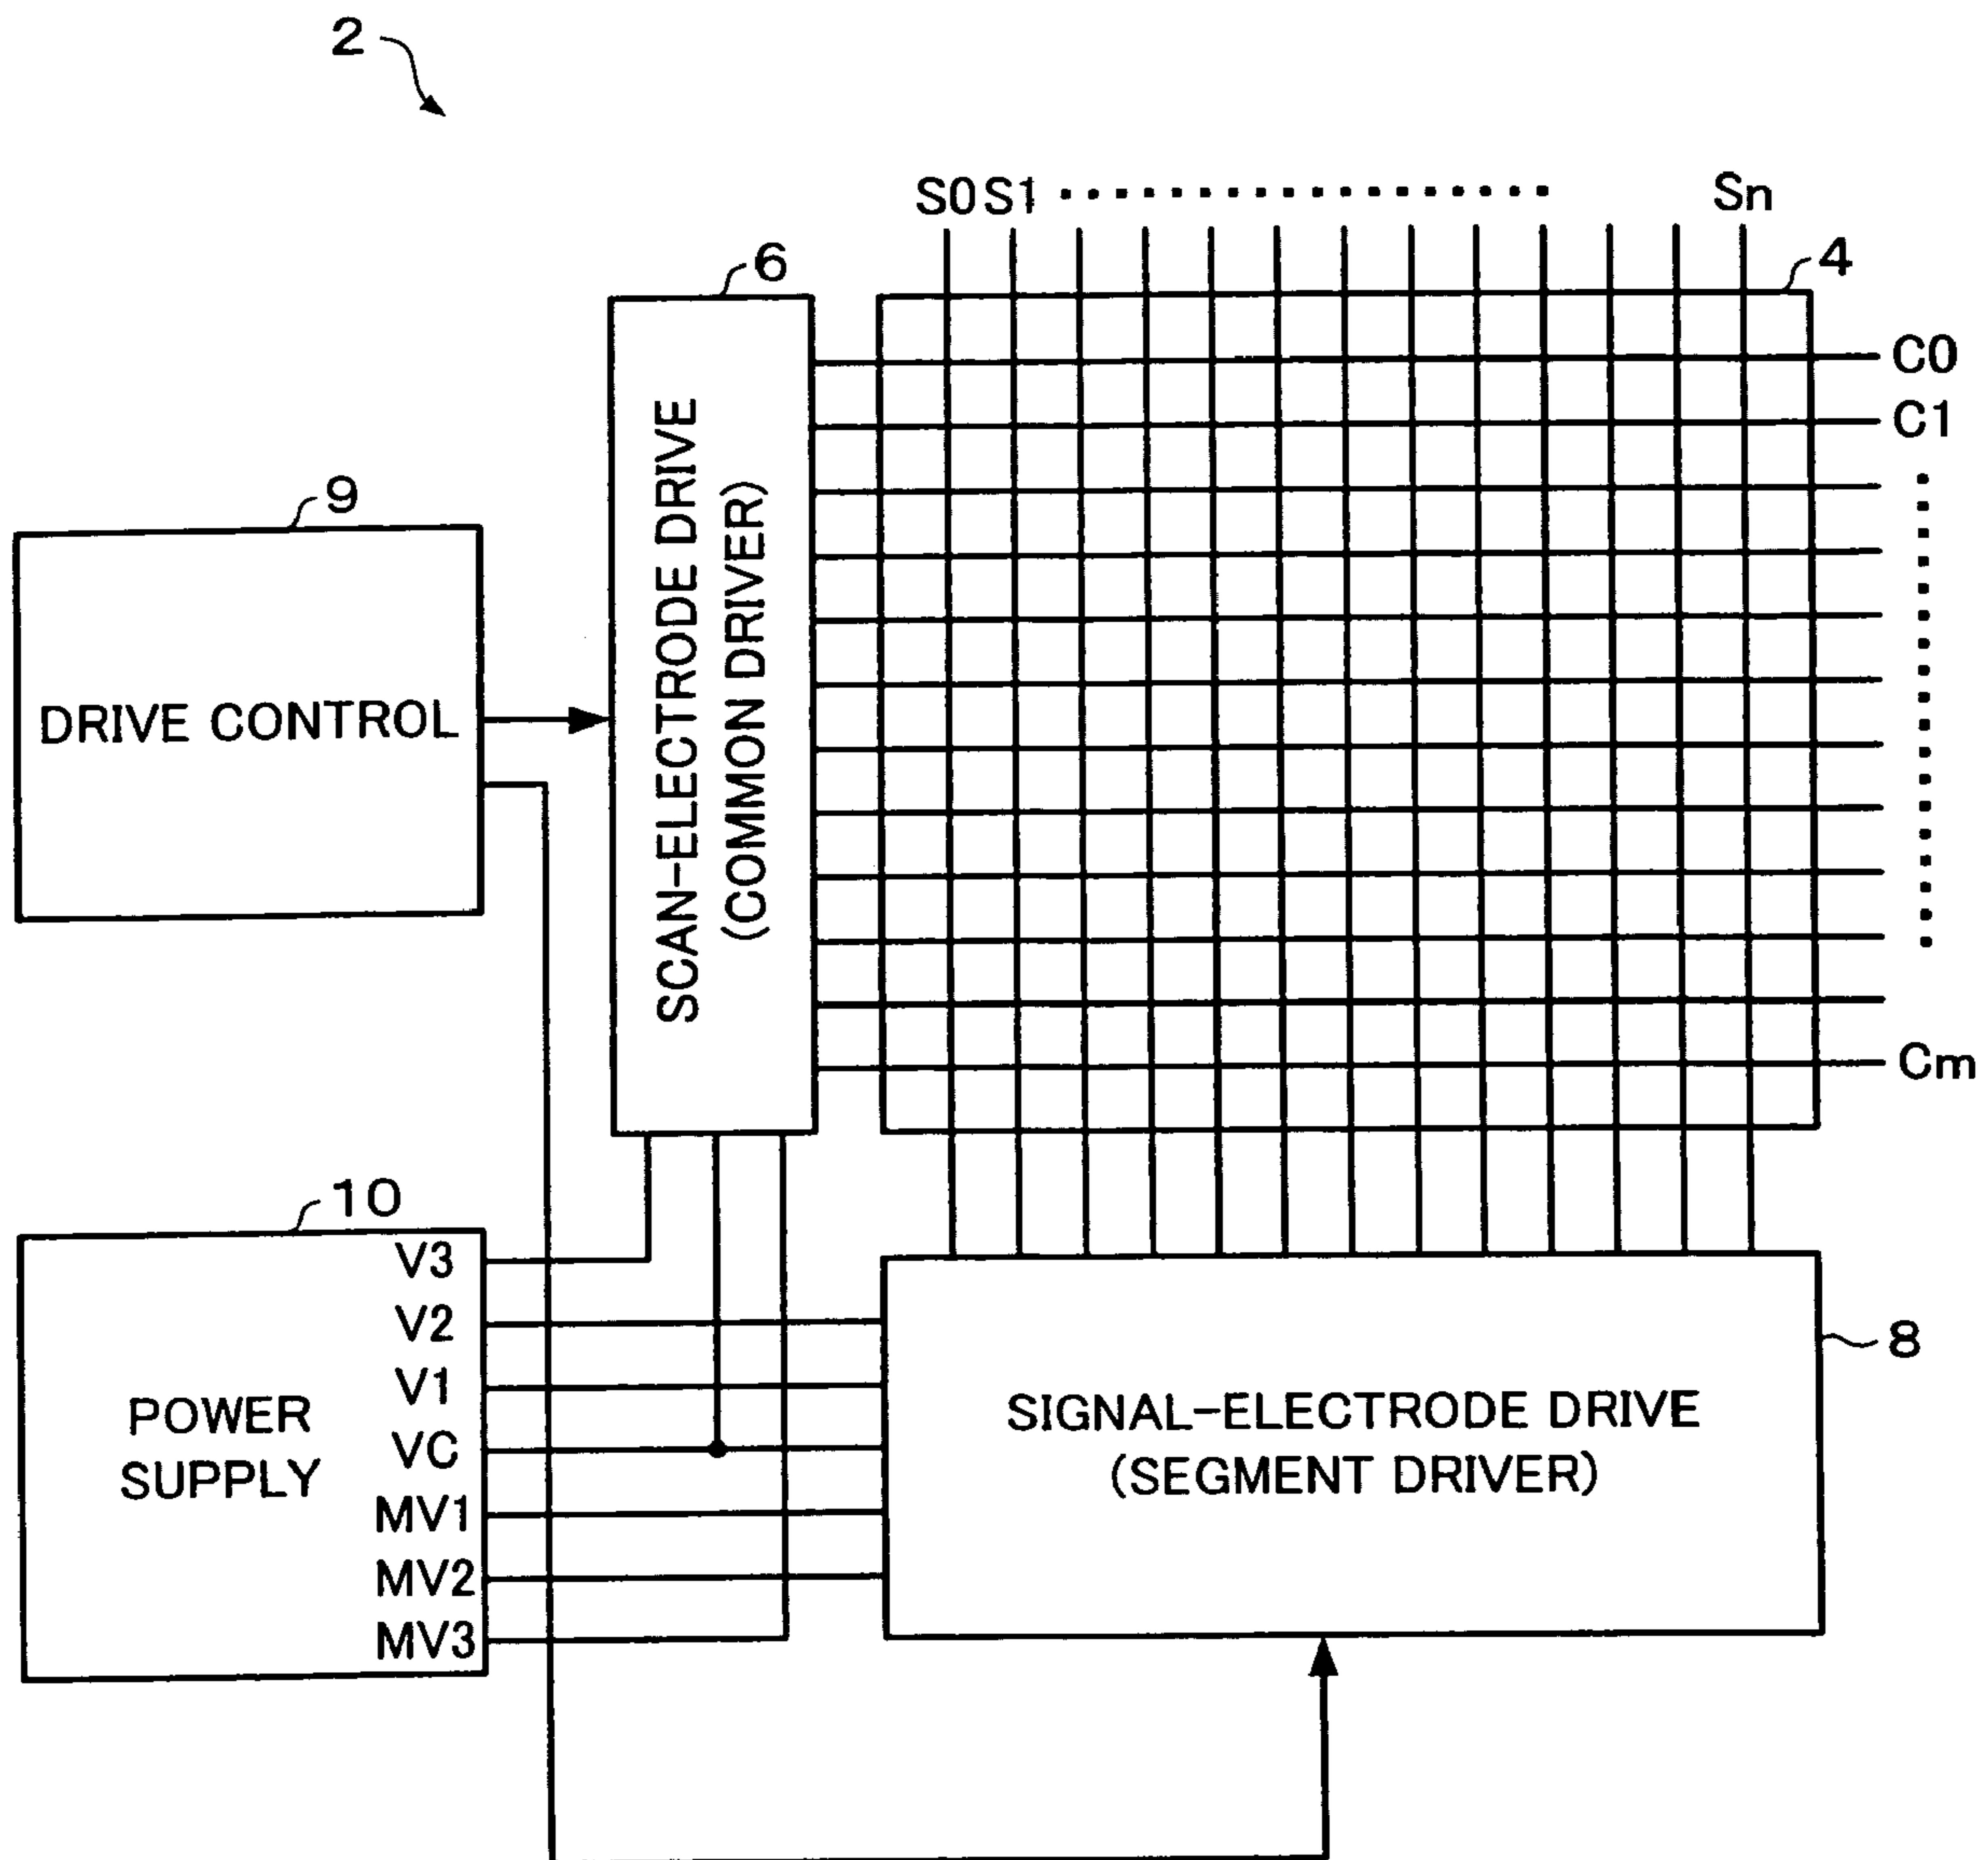 2
S0 S1 Sn
6
4
C0
C1
9
SCAN-ELECTRODE DRIVE
(COMMON DRIVER)
DRIVE CONTROL
Cm
10
V3
V2
8
V1
POWER
SUPPLY
VC
MV1
MV2
MV3
SIGNAL-ELECTRODE DRIVE
(SEGMENT DRIVER)